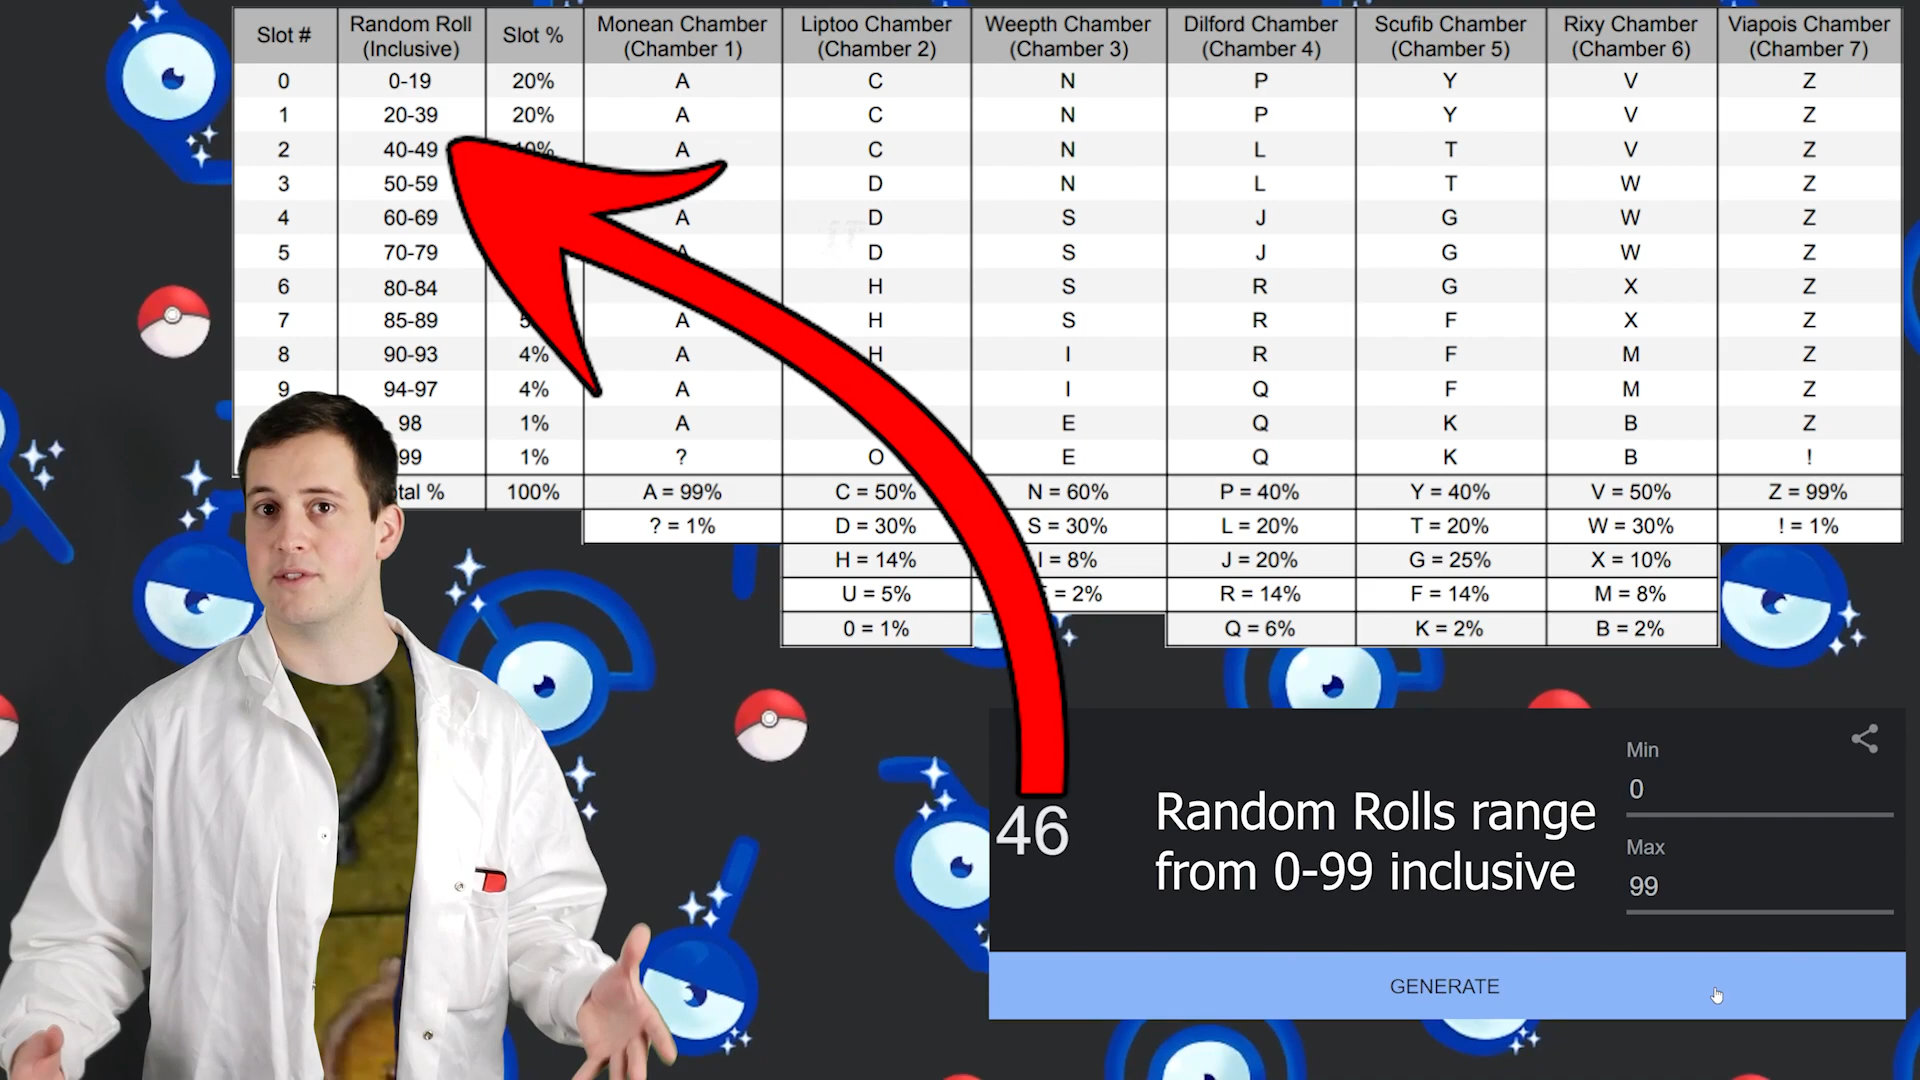 Slot # Random Roll (Inclusive) Slot % Monean Chamber (Chamber 1) Liptoo Chamber (Chamber 2) Weepth Chamber (Chamber 3) Dilford Chamber (Chamber 4) Scufib Chamber (Chamber 5) Rixy Chamber (Chamber 6) Viapois Chamber (Chamber 7)
0 0-19 20% A C N P Y V Z
1 20-39 20% A C N P Y V Z
2 40-49 A C N L T V Z
3 50-59 D N L T W Z
4 60-69 A D S J G W Z
5 70-79 D S J G W Z
6 80-84 H S R G X Z
7 85-89 A H S R F X Z
8 90-93 4% A H I R F M Z
9 94-97 4% A I Q F M Z
98 1% A E Q K B Z
99 1% ? O E Q K B !
% 100% A = 99% C = 50% N = 60% P = 40% Y = 40% V = 50% Z = 99%
? = 1% D = 30% S = 30% L = 20% T = 20% W = 30% ! = 1%
H = 14% I = 8% J = 20% G = 25% X = 10%
U = 5% = 2% R = 14% F = 14% M = 8%
0 = 1% Q = 6% K = 2% B = 2%
46
Random Rolls range
from 0-99 inclusive
Min
0
Max
99
GENERATE